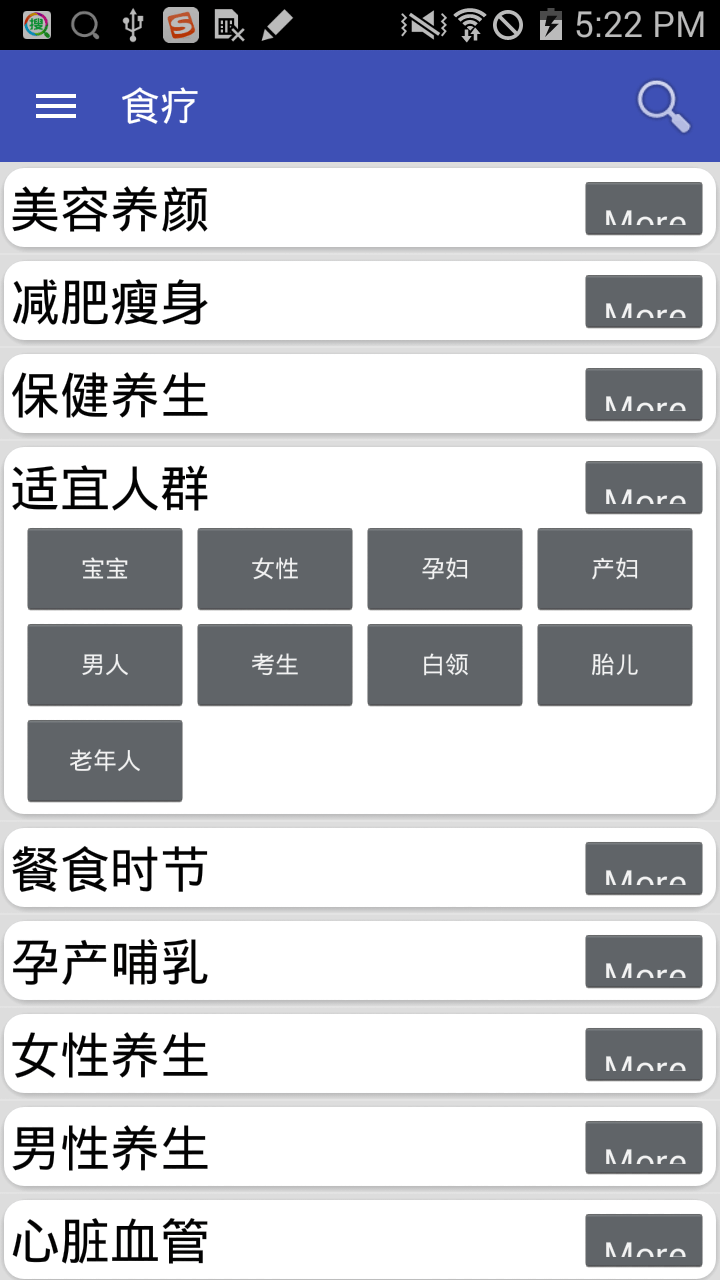 5:22 PM
食疗
美容养颜 More
减肥瘦身 More
保健养生 More
适宜人群 More
宝宝 女性 孕妇 产妇
男人 考生 白领 胎儿
老年人
餐食时节 More
孕产哺乳 More
女性养生 More
男性养生 More
心脏血管 More